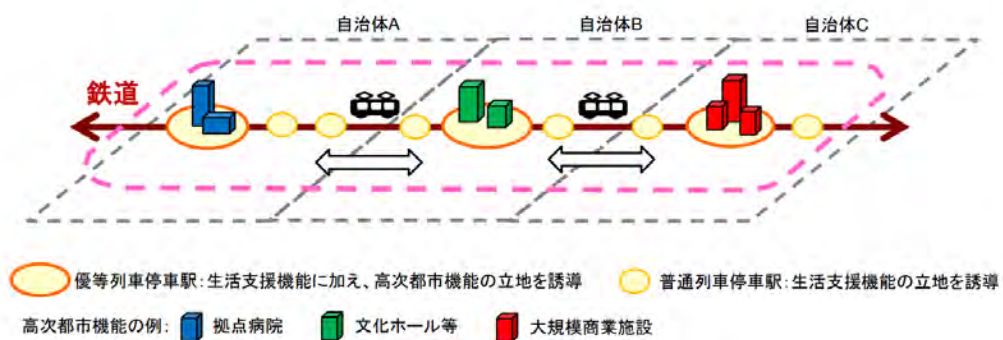 自治体A
自治体B
自治体C
鉄道
優等列車停車駅：生活支援機能に加え、高次都市機能の立地を誘導
普通列車停車駅：生活支援機能の立地を誘導
高次都市機能の例：
拠点病院
文化ホール等
大規模商業施設